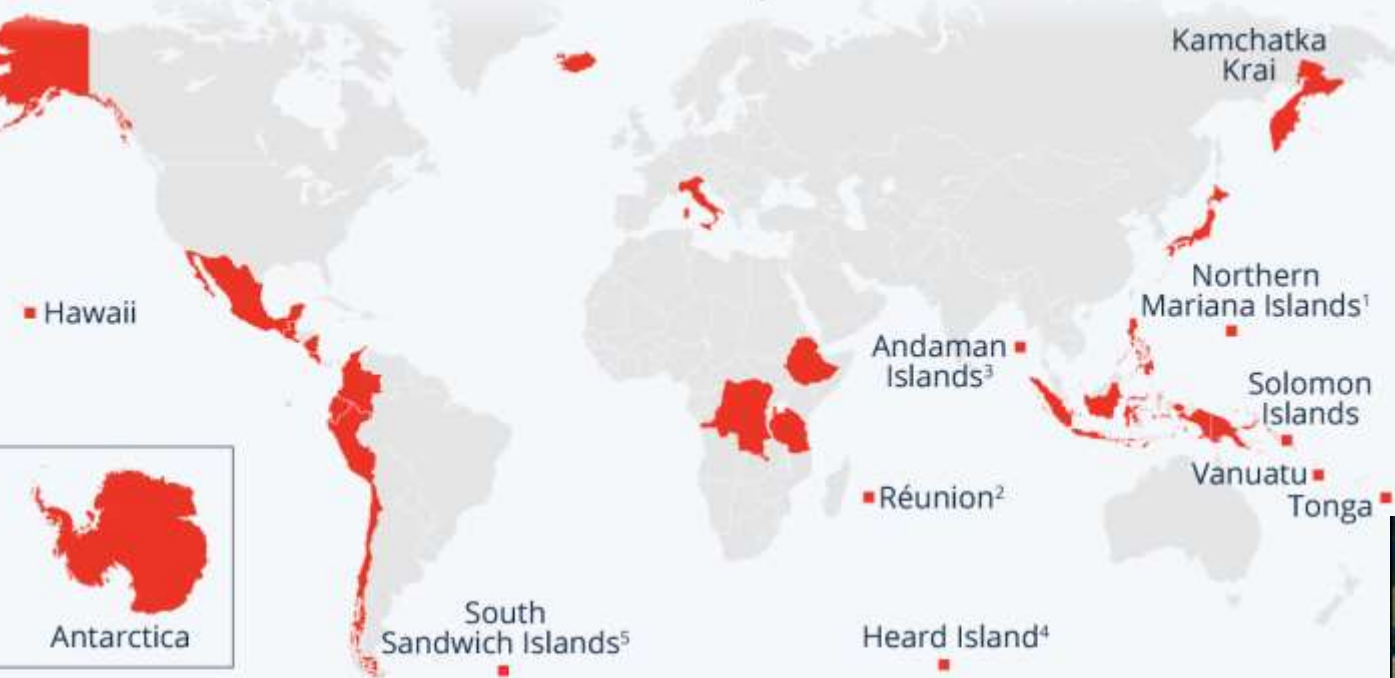 Kamchatka
Krai
Northern
Mariana Islands¹
Hawaii
Andaman
Islands³
Solomon
Islands
Vanuatu
Réunion²
Tonga
South
Sandwich Islands⁵
Antarctica
Heard Island⁴